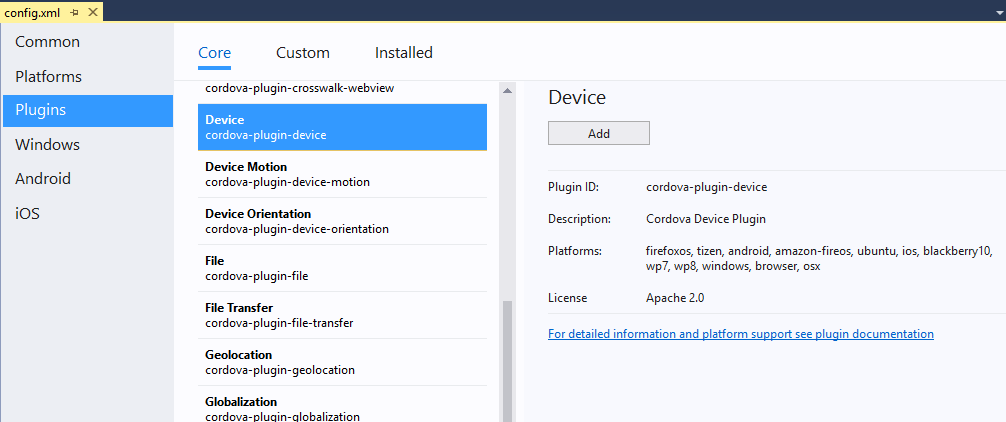 config.xml
Common
Platforms
Plugins
Windows
Android
iOS
Core Custom Installed
cordova-plugin-crosswalk-webview
Device
cordova-plugin-device
Device Motion
cordova-plugin-device-motion
Device Orientation
cordova-plugin-device-orientation
File
cordova-plugin-file
File Transfer
cordova-plugin-file-transfer
Geolocation
cordova-plugin-geolocation
Globalization
cordova-plugin-globalization
Device
Add
Plugin ID: cordova-plugin-device
Description: Cordova Device Plugin
Platforms: firefoxos, tizen, android, amazon-fireos, ubuntu, ios, blackberry10,
wp7, wp8, windows, browser, osx
License Apache 2.0
For detailed information and platform support see plugin documentation